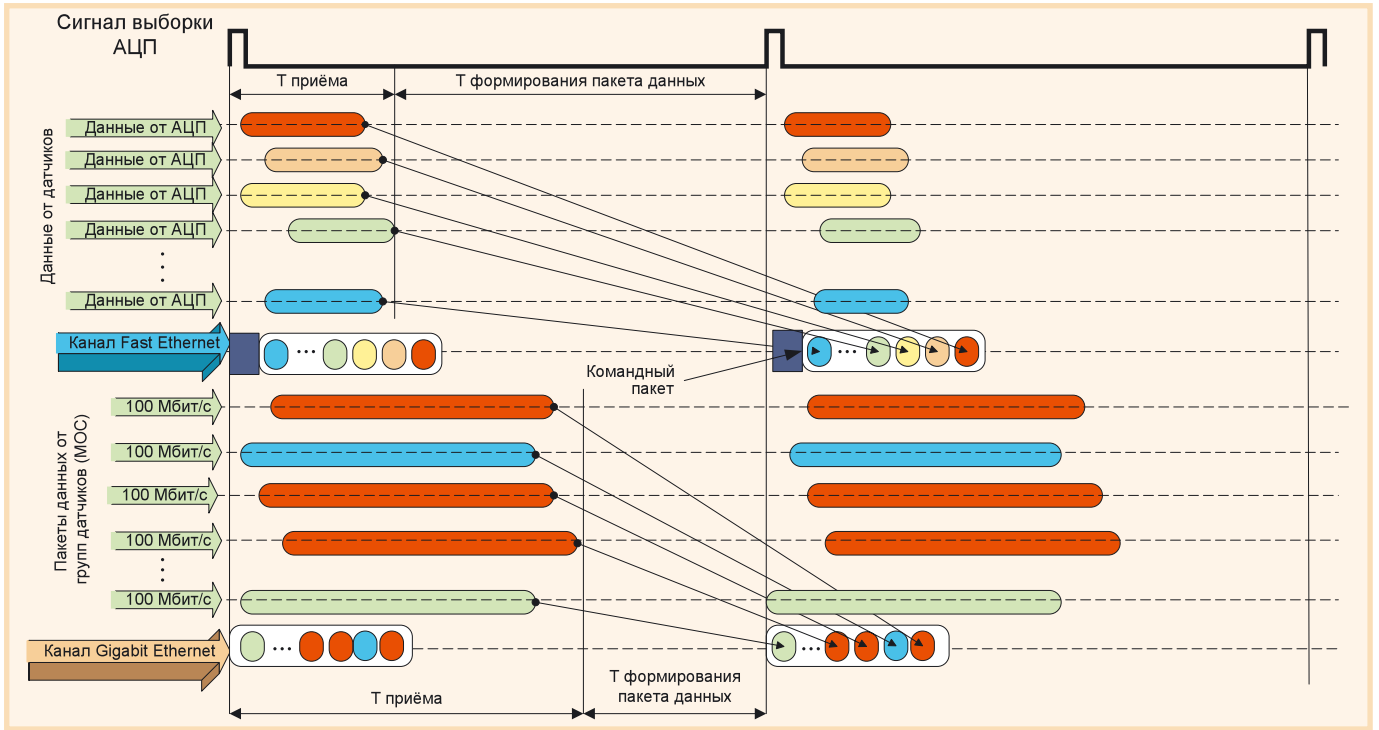 Сигнал выборки
АЦП
T приёма
T формирования пакета данных
Данные от датчиков
Данные от АЦП
Данные от АЦП
Данные от АЦП
Данные от АЦП
Данные от АЦП
Канал Fast Ethernet
Командный
пакет
Пакеты данных от
групп датчиков (МОС)
100 Мбит/с
100 Мбит/с
100 Мбит/с
100 Мбит/с
100 Мбит/с
Канал Gigabit Ethernet
T приёма
T формирования
пакета данных